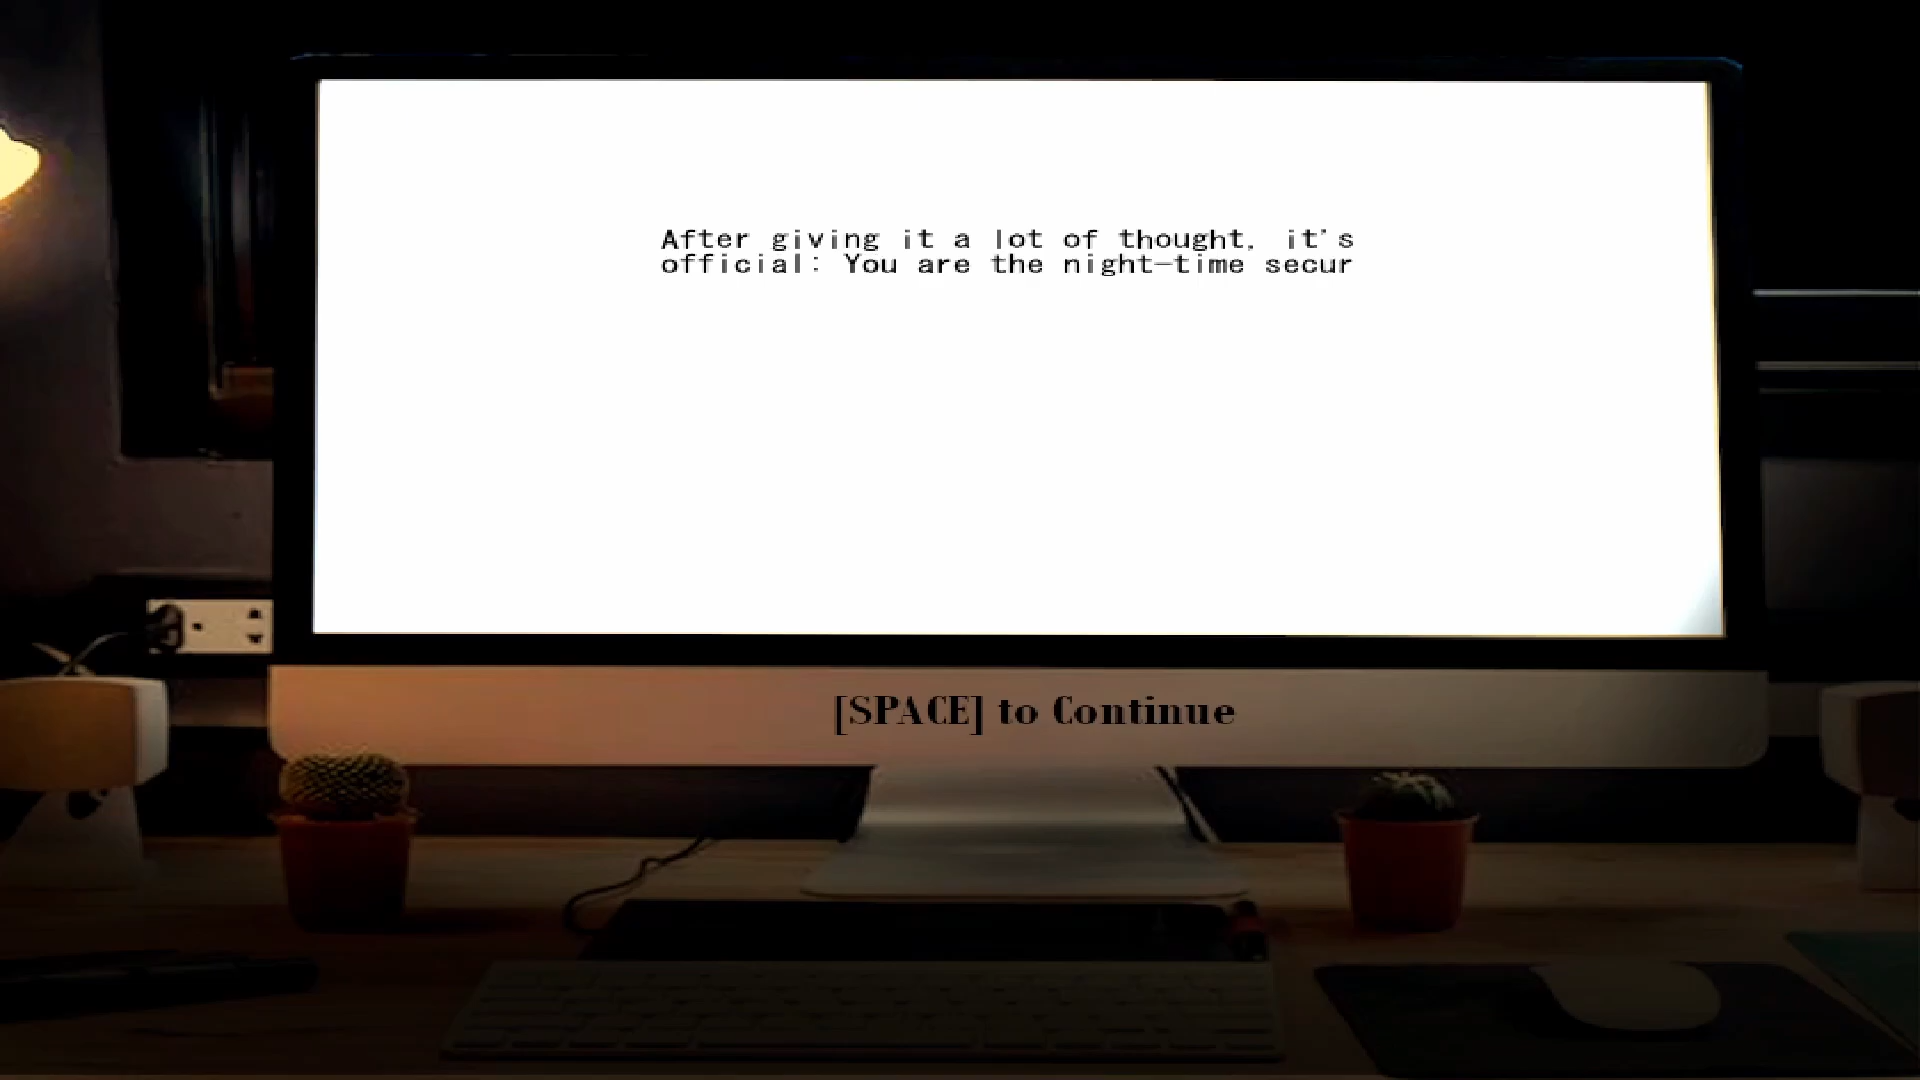 After giving it a lot of thought, it's
official: You are the night-time secur
[SPACE] to Continue